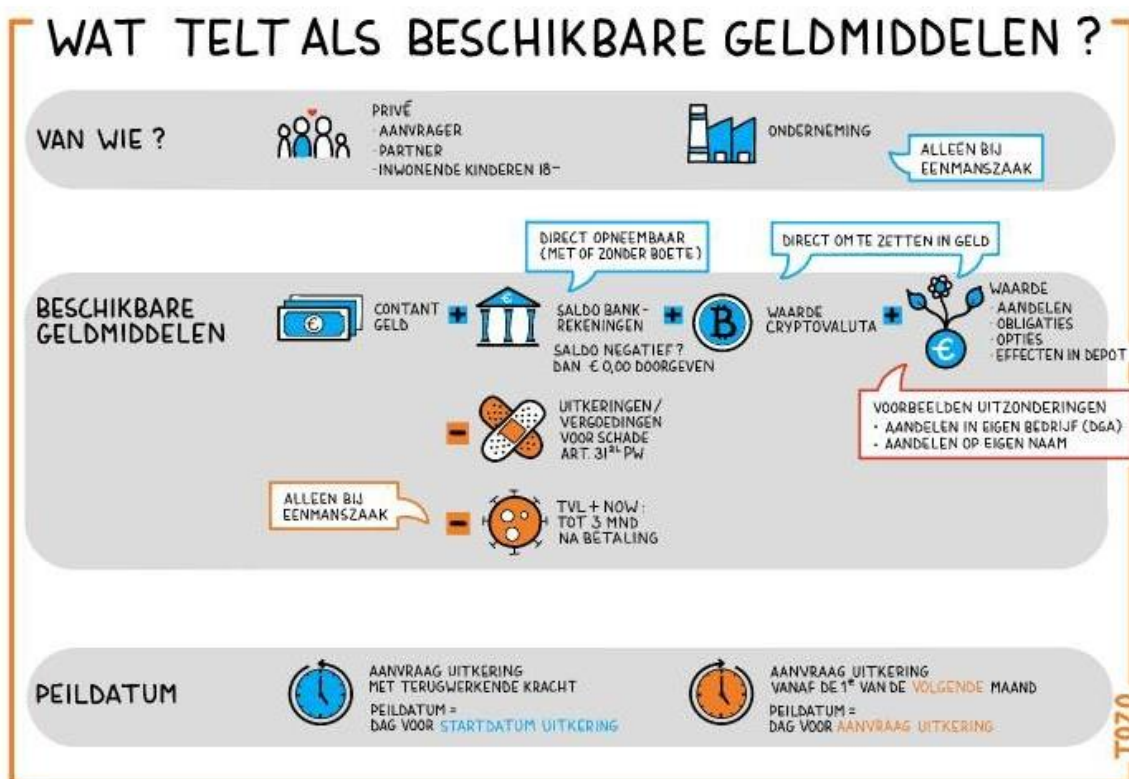 WAT TELT ALS BESCHIKBARE GELDMIDDELEN ?
VAN WIE ?
PRIVÉ
· AANVRAGER
· PARTNER
· INWONENDE KINDEREN 18-
ONDERNEMING
ALLEEN BIJ
EENMANSZAAK
BESCHIKBARE
GELDMIDDELEN
CONTANT
GELD
+
DIRECT OPNEEMBAAR
(MET OF ZONDER BOETE)
€
SALDO BANK-
REKENINGEN
SALDO NEGATIEF?
DAN € 0,00 DOORGEVEN
+
DIRECT OM TE ZETTEN IN GELD
B
WAARDE
CRYPTOVALUTA
+
€
WAARDE
· AANDELEN
· OBLIGATIES
· OPTIES
· EFFECTEN IN DEPOT
VOORBEELDEN UITZONDERINGEN
· AANDELEN IN EIGEN BEDRIJF (DGA)
- AANDELEN OP EIGEN NAAM
-
UITKERINGEN/
VERGOEDINGEN
VOOR SCHADE
ART. 31²ᴸ PW
ALLEEN BIJ
EENMANSZAAK
-
TVL + NOW :
TOT 3 MND
NA BETALING
PEILDATUM
AANVRAAG UITKERING
MET TERUGWERKENDE KRACHT
PEILDATUM =
DAG VOOR STARTDATUM UITKERING
AANVRAAG UITKERING
VANAF DE 1ᵉ VAN DE VOLGENDE MAAND
PEILDATUM =
DAG VOOR AANVRAAG UITKERING
TOZO